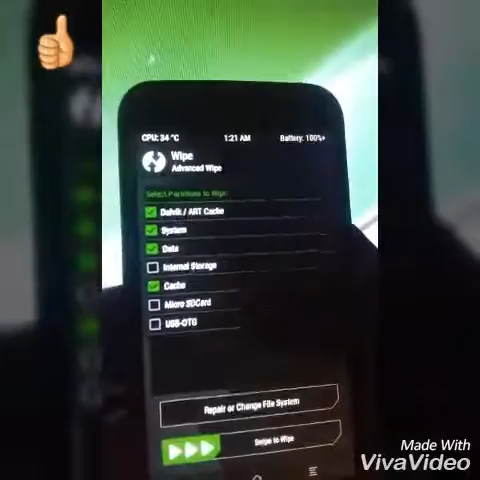 CPU: 34 °C 1:21 AM Battery: 100%+
Wipe
Advanced Wipe
Select Partitions to Wipe:
Dalvik / ART Cache
System
Data
Internal Storage
Cache
Micro SDCard
USB-OTG
Repair or Change File System
Swipe to Wipe
Made With
VivaVideo